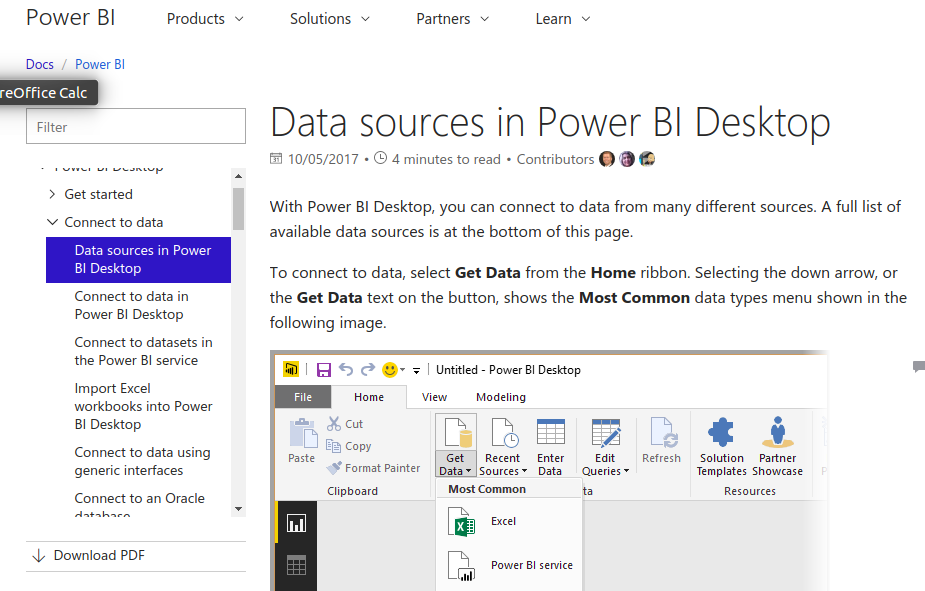 Power BI
Products
Solutions
Partners
Learn
Docs / Power BI
reOffice Calc
Filter
Power BI Desktop
Get started
Connect to data
Data sources in Power
BI Desktop
Connect to data in
Power BI Desktop
Connect to datasets in
the Power BI service
Import Excel
workbooks into Power
BI Desktop
Connect to data using
generic interfaces
Connect to an Oracle
database
Download PDF
Data sources in Power BI Desktop
10/05/2017 • 4 minutes to read • Contributors
With Power BI Desktop, you can connect to data from many different sources. A full list of
available data sources is at the bottom of this page.
To connect to data, select Get Data from the Home ribbon. Selecting the down arrow, or
the Get Data text on the button, shows the Most Common data types menu shown in the
following image.
Untitled - Power BI Desktop
File
Home
View
Modeling
Paste
Cut
Copy
Format Painter
Clipboard
Get
Data
Recent
Sources
Enter
Data
Edit
Queries
Refresh
Solution
Templates
Partner
Showcase
ta
Resources
Most Common
Excel
Power BI service